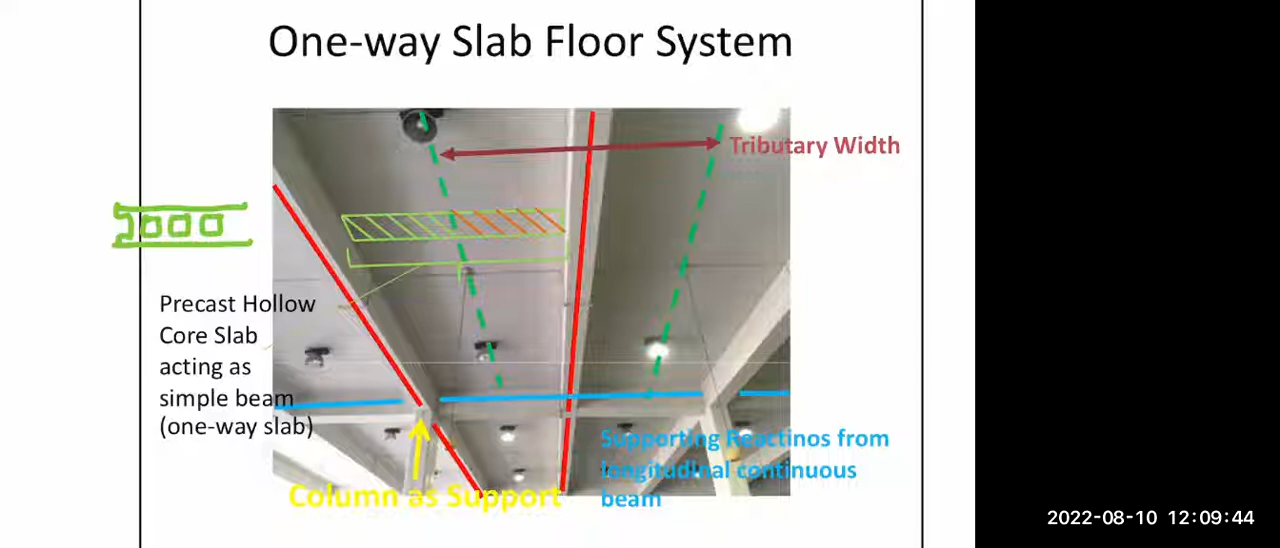 One-way Slab Floor System
Tributary Width
Precast Hollow
Core Slab
acting as
simple beam
(one-way slab)
Supporting Reactinos from
longitudinal continuous
beam
Column as Support
2022-08-10 12:09:44